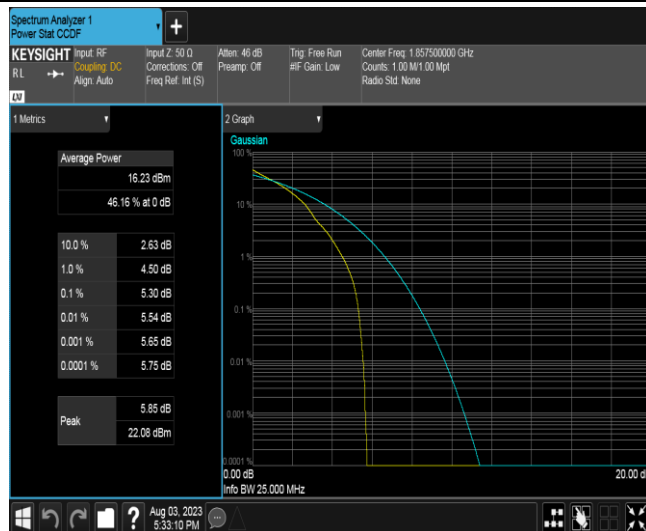 Spectrum Analyzer 1
Power Stat CCDF
+
KEYSIGHT
RL
Input: RF
Coupling: DC
Align: Auto
Input Z: 50 Ω
Corrections: Off
Freq Ref: Int (S)
Atten: 46 dB
Preamp: Off
Trig: Free Run
#IF Gain: Low
Center Freq: 1.857500000 GHz
Counts: 1.00 M/1.00 Mpt
Radio Std: None
LXI
1 Metrics
Average Power
16.23 dBm
46.16 % at 0 dB
10.0 % 2.63 dB
1.0 % 4.50 dB
0.1 % 5.30 dB
0.01 % 5.54 dB
0.001 % 5.65 dB
0.0001 % 5.75 dB
Peak
5.85 dB
22.08 dBm
2 Graph
Gaussian
100 %
10 %
1 %
0.1 %
0.01 %
0.001 %
0.0001 %
0.00 dB
20.00 d
Info BW 25.000 MHz
?
Aug 03, 2023
5:33:10 PM